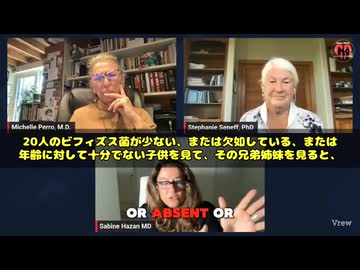 Michelle Perro, M.D.
Stephanie Seneff, PhD
20人のビフィズス菌が少ない、または欠如している、または
年齢に対して十分でない子供を見て、その兄弟姉妹を見ると、
OR ABSENT OR
Sabine Hazan MD
Vrew